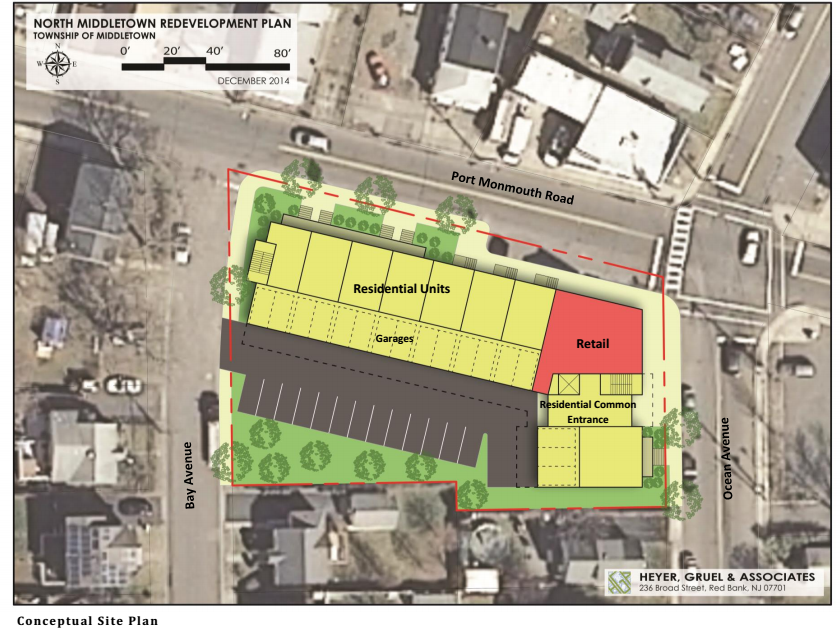 NORTH MIDDLETOWN REDEVELOPMENT PLAN
TOWNSHIP OF MIDDLETOWN
N
W E
S
0' 20' 40' 80'
DECEMBER 2014
Port Monmouth Road
Residential Units
Garages
Retail
Residential Common
Entrance
Bay Avenue
Ocean Avenue
HEYER, GRUEL & ASSOCIATES
236 Broad Street, Red Bank, NJ 07701
Conceptual Site Plan